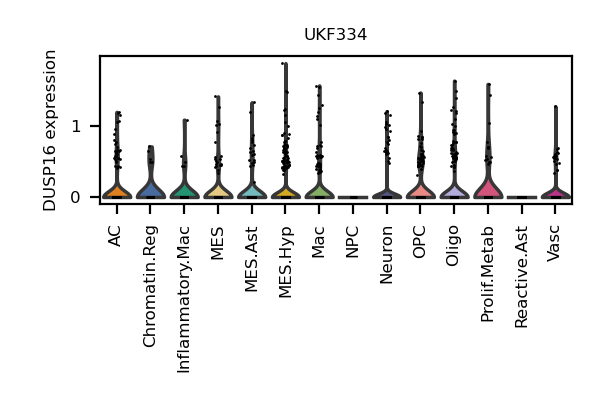 UKF334
DUSP16 expression
1
0
AC
Chromatin.Reg
Inflammatory.Mac
MES
MES.Ast
MES.Hyp
Mac
NPC
Neuron
OPC
Oligo
Prolif.Metab
Reactive.Ast
Vasc